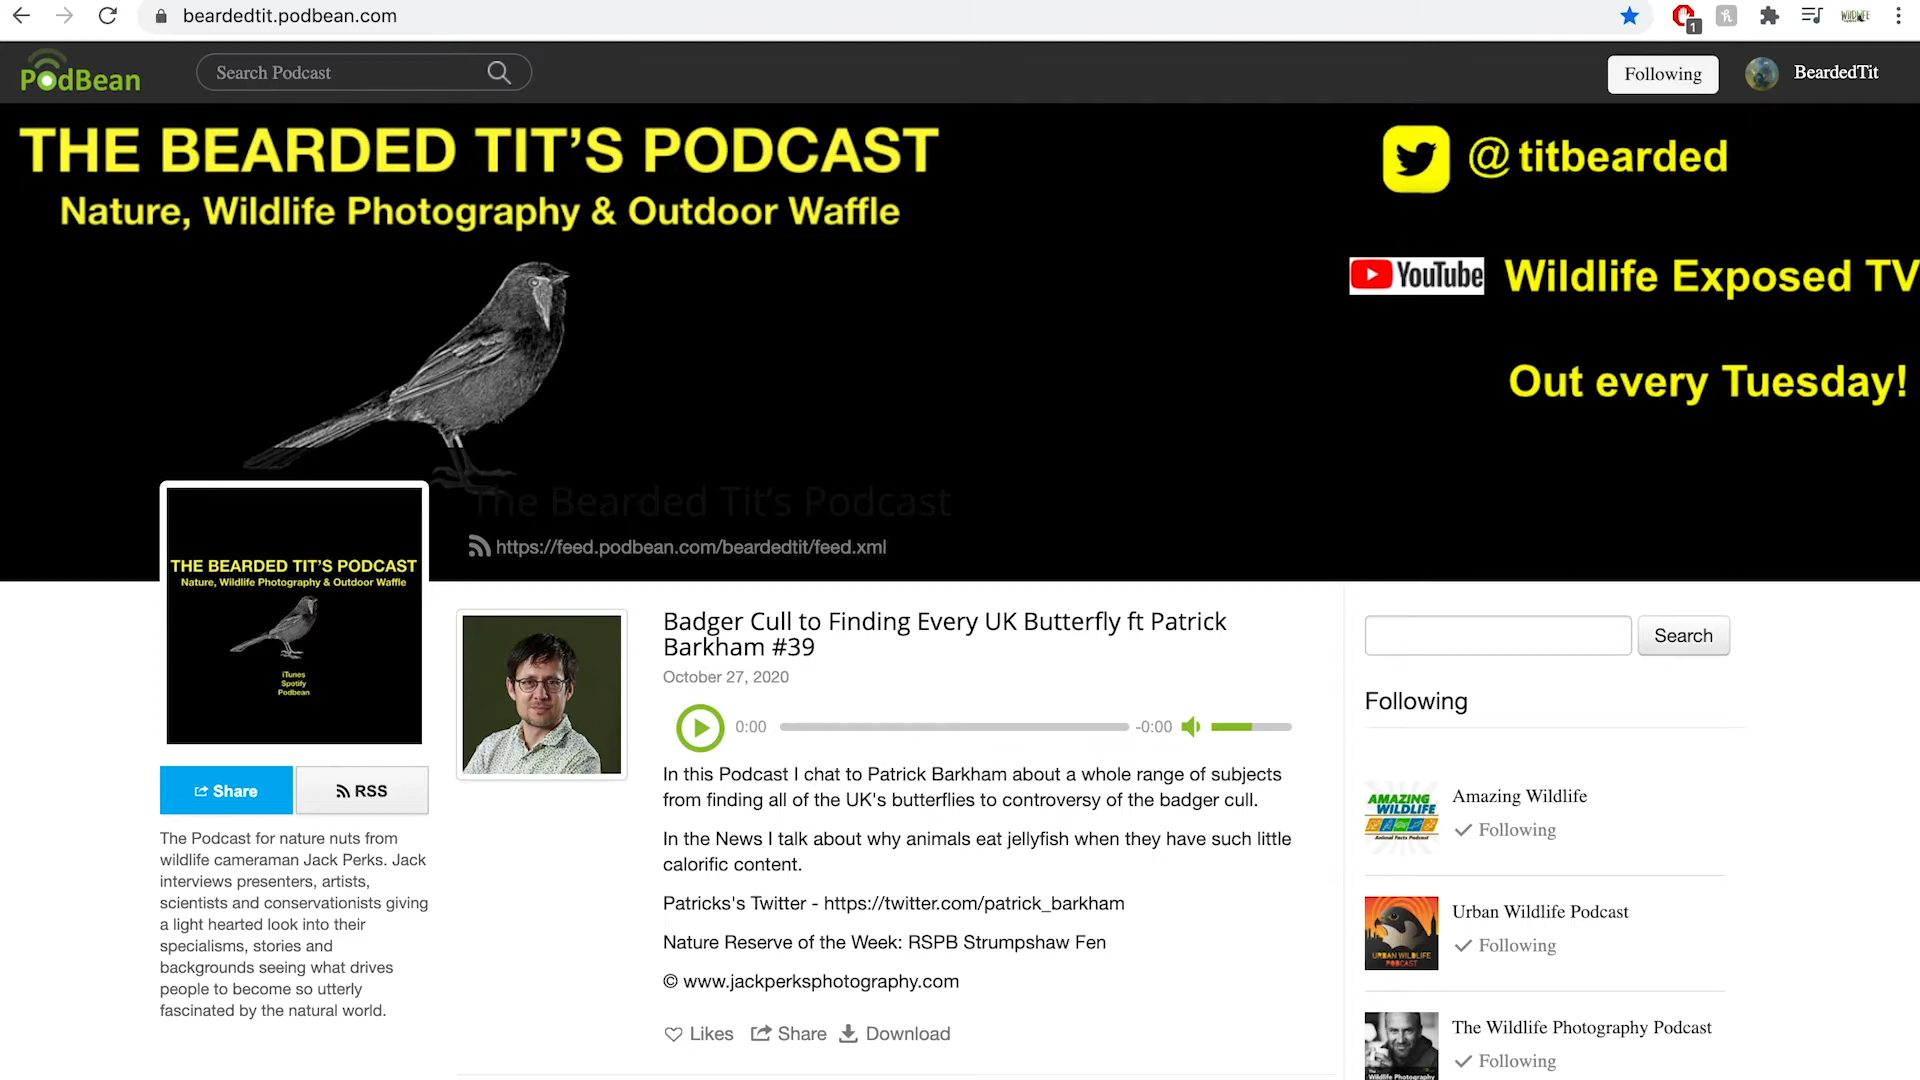 beardedtit.podbean.com
1
PodBean
Search Podcast
Following
BeardedTit
THE BEARDED TIT'S PODCAST
Nature, Wildlife Photography & Outdoor Waffle
@titbearded
YouTube Wildlife Exposed TV
Out every Tuesday!
The Bearded Tit's Podcast
https://feed.podbean.com/beardedtit/feed.xml
THE BEARDED TIT'S PODCAST
Nature, Wildlife Photography & Outdoor Waffle
iTunes
Spotify
Podbean
Share
RSS
The Podcast for nature nuts from
wildlife cameraman Jack Perks. Jack
interviews presenters, artists,
scientists and conservationists giving
a light hearted look into their
specialisms, stories and
backgrounds seeing what drives
people to become so utterly
fascinated by the natural world.
Badger Cull to Finding Every UK Butterfly ft Patrick
Barkham #39
October 27, 2020
0:00
-0:00
In this Podcast I chat to Patrick Barkham about a whole range of subjects
from finding all of the UK's butterflies to controversy of the badger cull.
In the News I talk about why animals eat jellyfish when they have such little
calorific content.
Patricks's Twitter - https://twitter.com/patrick_barkham
Nature Reserve of the Week: RSPB Strumpshaw Fen
© www.jackperksphotography.com
Likes
Share
Download
Search
Following
AMAZING
WILDLIFE
Animal Facts Podcast
Amazing Wildlife
Following
URBAN WILDLIFE
PODCAST
Urban Wildlife Podcast
Following
Wildlife Photography
The Wildlife Photography Podcast
Following